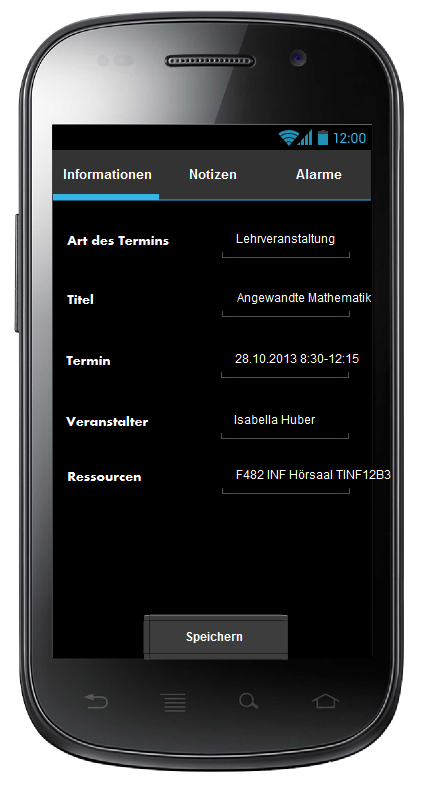 12:00
Informationen Notizen Alarme
Art des Termins Lehrveranstaltung
Titel Angewandte Mathematik
Termin 28.10.2013 8:30-12:15
Veranstalter Isabella Huber
Ressourcen F482 INF Hörsaal TINF12B3
Speichern